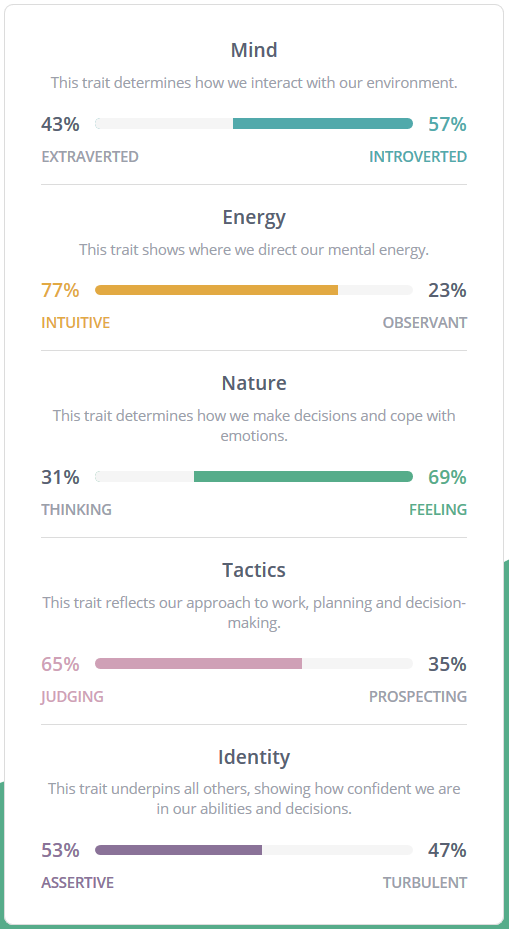 Mind
This trait determines how we interact with our environment.
43% 57%
EXTRAVERTED INTROVERTED
Energy
This trait shows where we direct our mental energy.
77% 23%
INTUITIVE OBSERVANT
Nature
This trait determines how we make decisions and cope with
emotions.
31% 69%
THINKING FEELING
Tactics
This trait reflects our approach to work, planning and decision-
making.
65% 35%
JUDGING PROSPECTING
Identity
This trait underpins all others, showing how confident we are
in our abilities and decisions.
53% 47%
ASSERTIVE TURBULENT